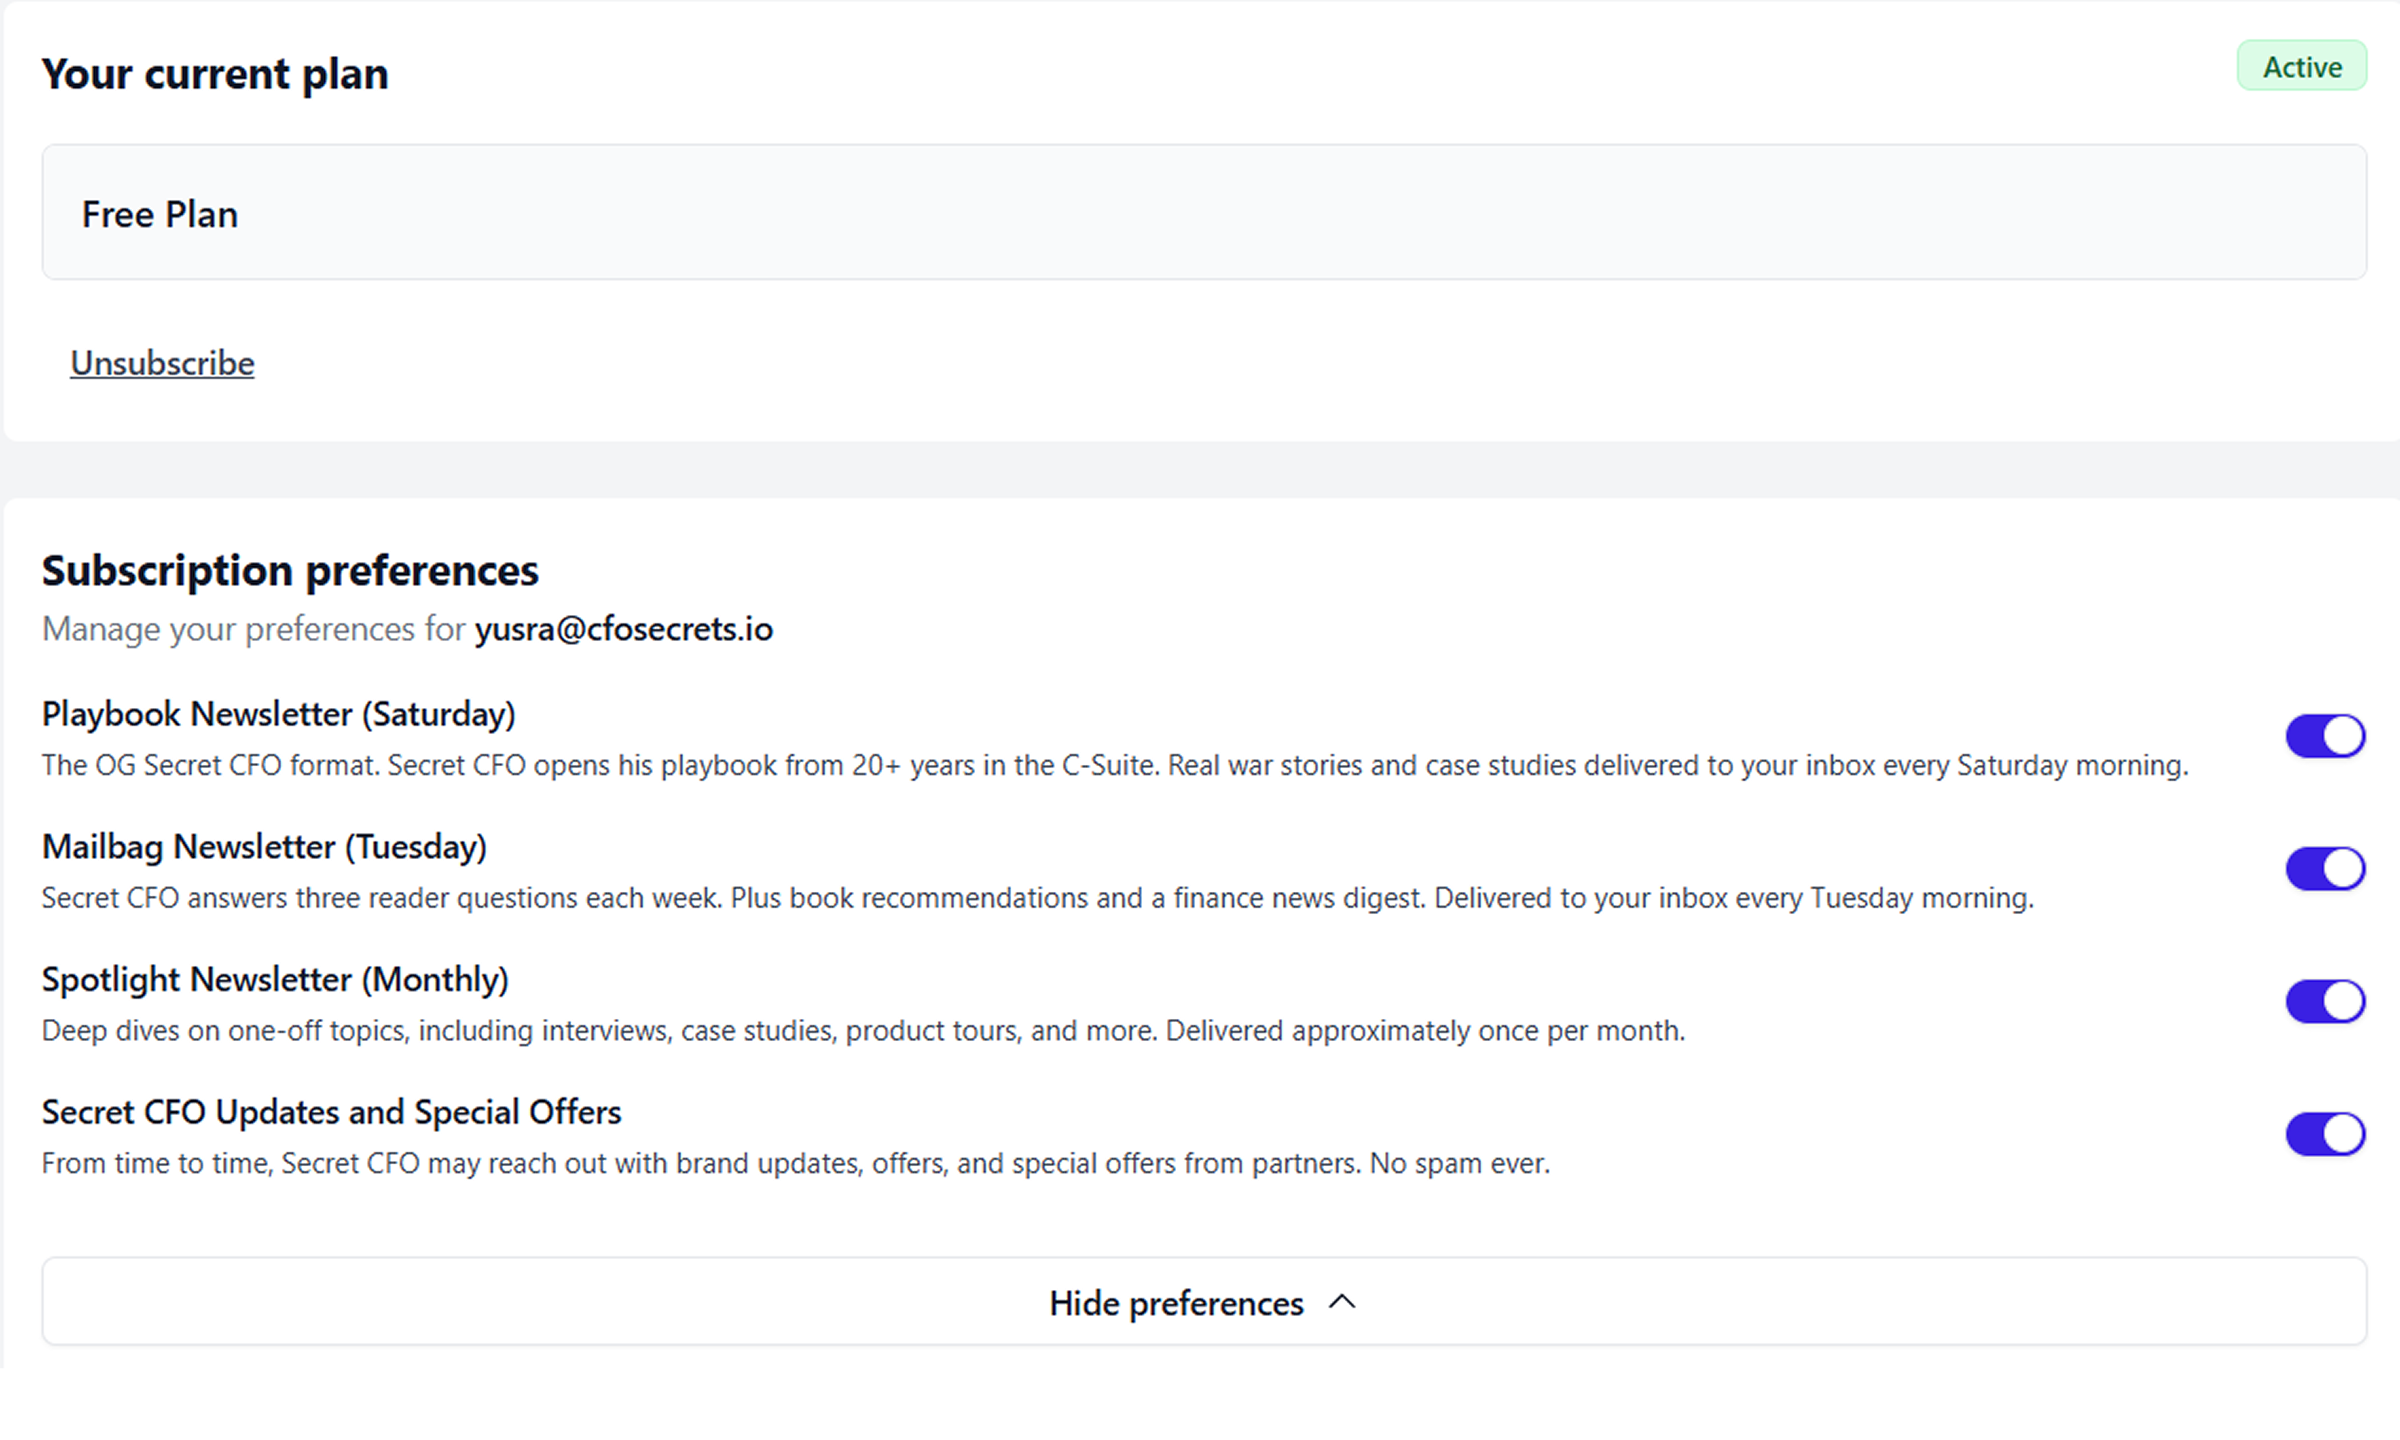 Your current plan
Active
Free Plan
Unsubscribe
Subscription preferences
Manage your preferences for yusra@cfosecrets.io
Playbook Newsletter (Saturday)
The OG Secret CFO format. Secret CFO opens his playbook from 20+ years in the C-Suite. Real war stories and case studies delivered to your inbox every Saturday morning.
Mailbag Newsletter (Tuesday)
Secret CFO answers three reader questions each week. Plus book recommendations and a finance news digest. Delivered to your inbox every Tuesday morning.
Spotlight Newsletter (Monthly)
Deep dives on one-off topics, including interviews, case studies, product tours, and more. Delivered approximately once per month.
Secret CFO Updates and Special Offers
From time to time, Secret CFO may reach out with brand updates, offers, and special offers from partners. No spam ever.
Hide preferences